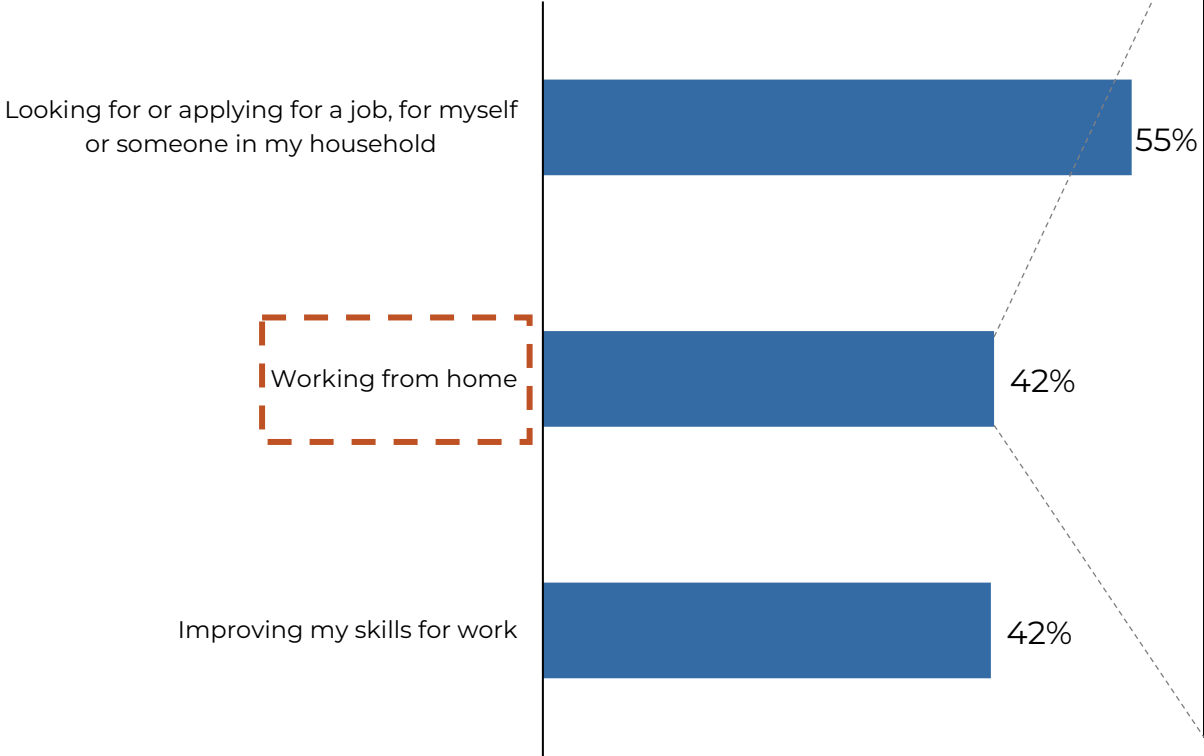 Looking for or applying for a job, for myself
or someone in my household
55%
Working from home
42%
Improving my skills for work
42%